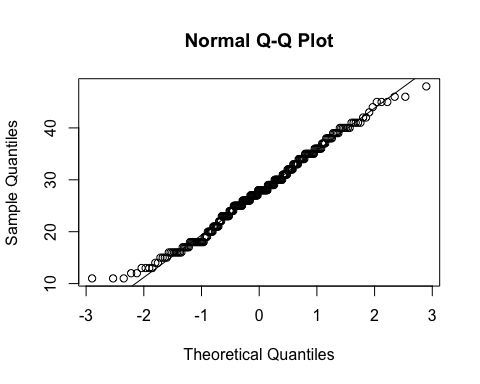 Normal Q-Q Plot
Sample Quantiles
40
30
20
10
-3 -2 -1 0 1 2 3
Theoretical Quantiles